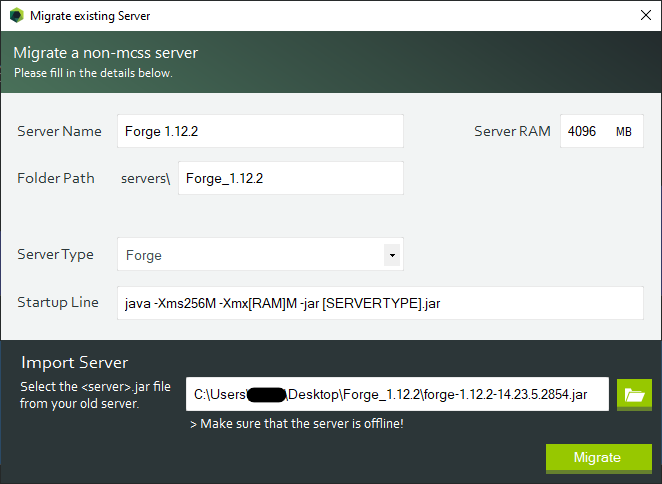 Migrate existing Server
Migrate a non-mcss server
Please fill in the details below.
Server Name Forge 1.12.2 Server RAM 4096 MB
Folder Path servers\ Forge_1.12.2
Server Type Forge
Startup Line java -Xms256M -Xmx[RAM]M -jar [SERVERTYPE].jar
Import Server
Select the <server>.jar file
from your old server.
C:\Users\ \Desktop\Forge_1.12.2\forge-1.12.2-14.23.5.2854.jar
> Make sure that the server is offline!
Migrate